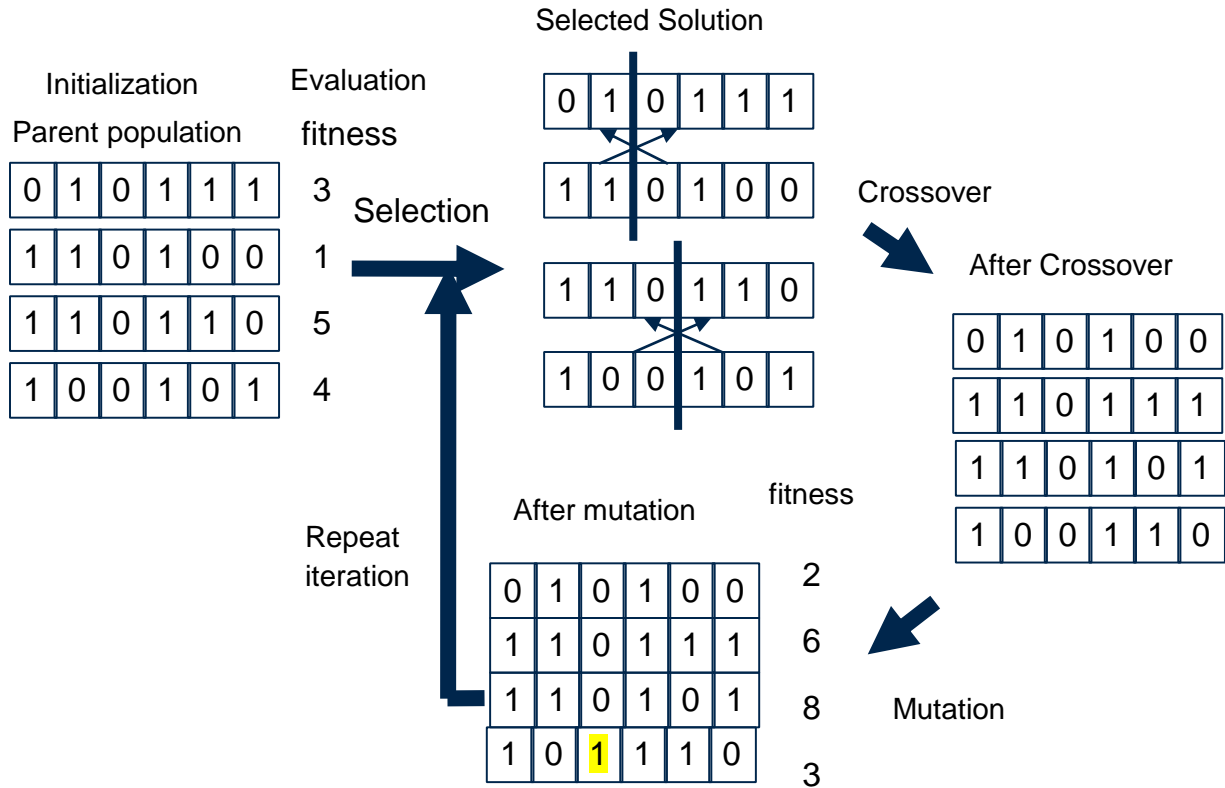 Selected Solution
Initialization
Evaluation
Parent population
fitness
0 1 0 1 1 1 3
1 1 0 1 0 0 1
1 1 0 1 1 0 5
1 0 0 1 0 1 4
Selection
0 1 0 1 1 1
1 1 0 1 0 0
1 1 0 1 1 0
1 0 0 1 0 1
Crossover
After Crossover
0 1 0 1 0 0
1 1 0 1 1 1
1 1 0 1 0 1
1 0 0 1 1 0
Mutation
After mutation
fitness
0 1 0 1 0 0 2
1 1 0 1 1 1 6
1 1 0 1 0 1 8
1 0 1 1 1 0 3
Repeat
iteration